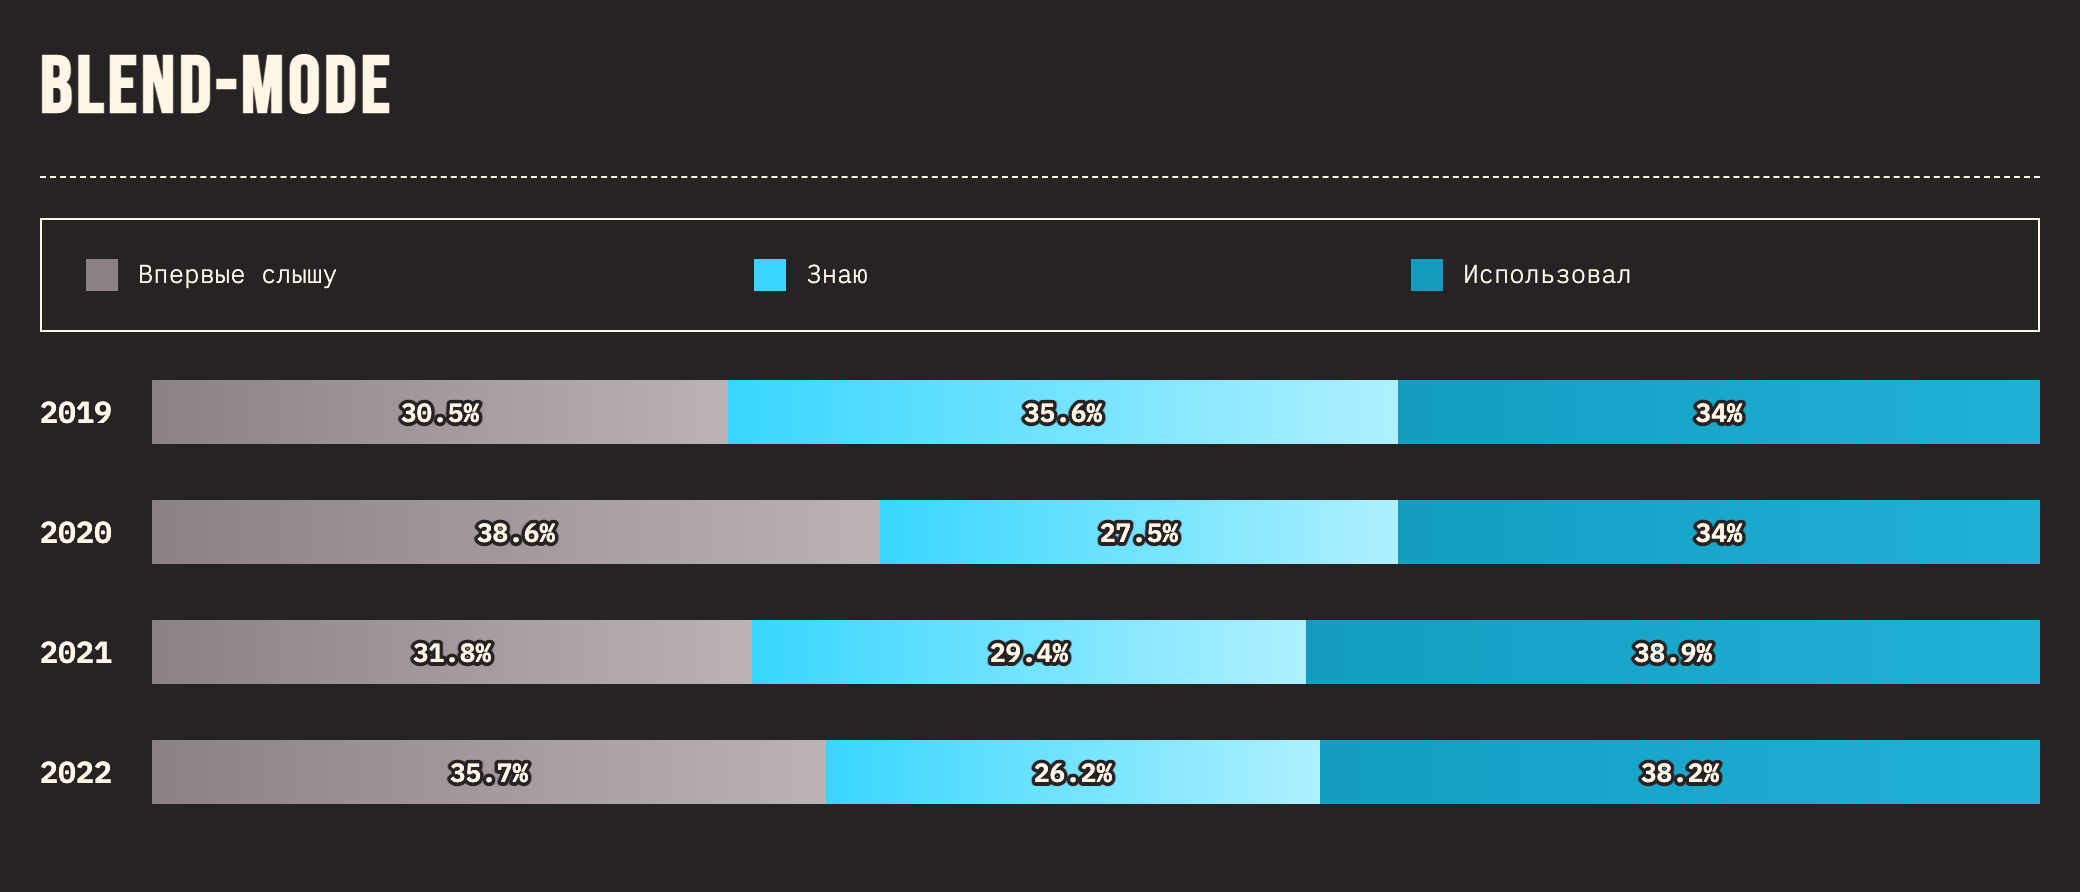 BLEND-MODE
Впервые слышу Знаю Использовал
2019 30.5% 35.6% 34%
2020 38.6% 27.5% 34%
2021 31.8% 29.4% 38.9%
2022 35.7% 26.2% 38.2%